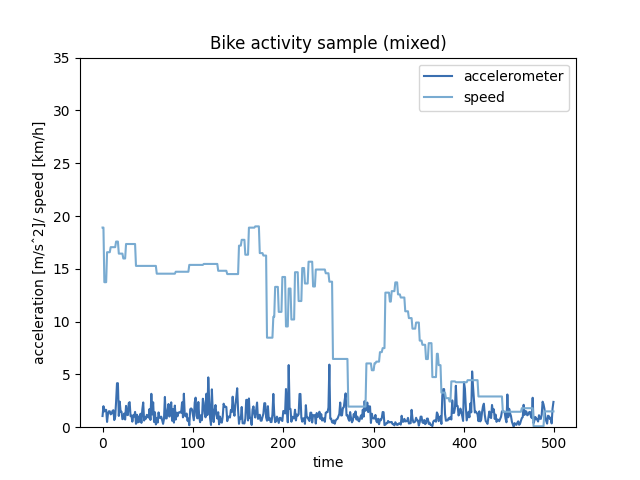 Bike activity sample (mixed)
accelerometer
speed
acceleration [m/s^2]/ speed [km/h]
35
30
25
20
15
10
5
0
0 100 200 300 400 500
time